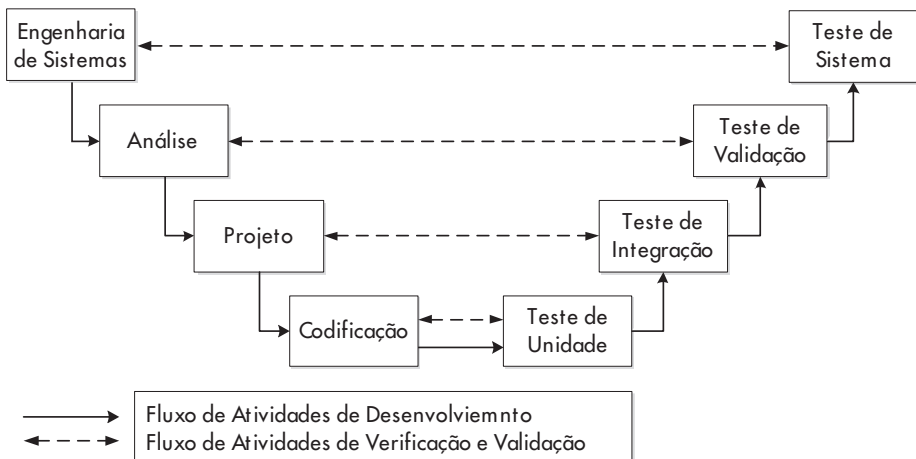 Engenharia
de Sistemas
Teste de
Sistema
Análise
Teste de
Validação
Projeto
Teste de
Integração
Codificação
Teste de
Unidade
Fluxo de Atividades de Desenvolviemnto
Fluxo de Atividades de Verificação e Validação